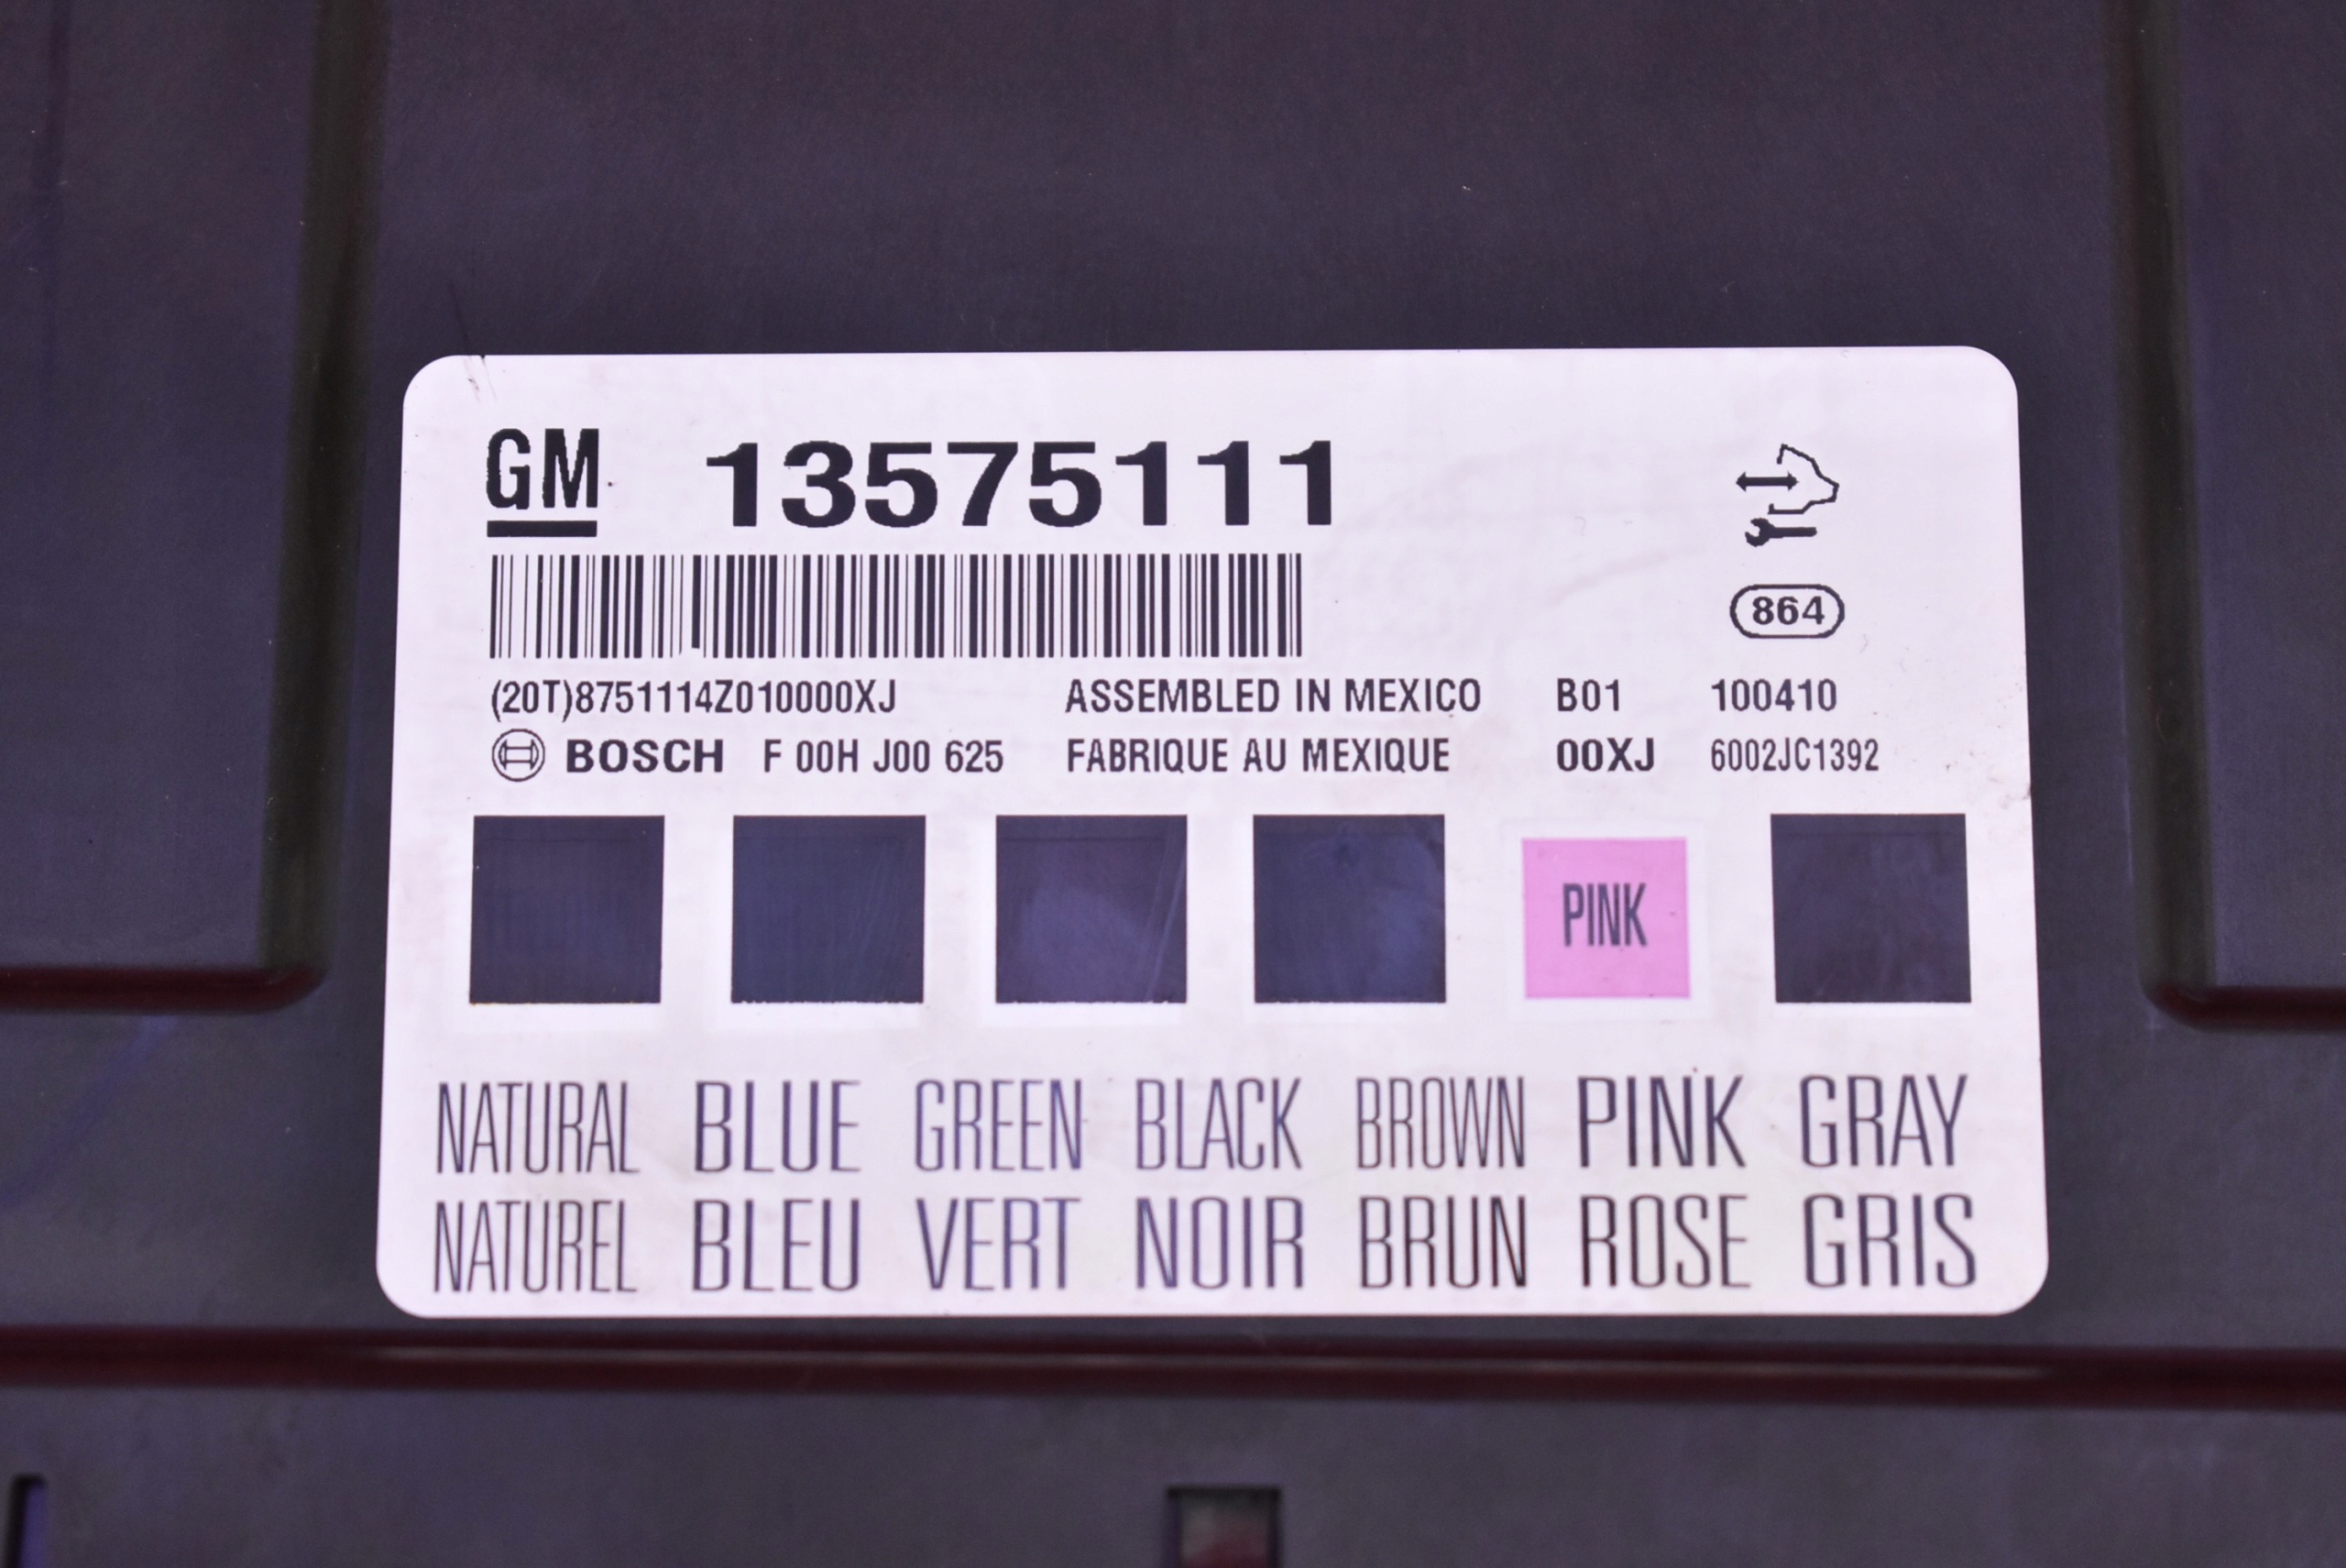 GM 13575111
864
(20T)8751114Z010000XJ ASSEMBLED IN MEXICO B01 100410
BOSCH F 00H J00 625 FABRIQUE AU MEXIQUE 00XJ 6002JC1392
PINK
NATURAL BLUE GREEN BLACK BROWN PINK GRAY
NATUREL BLEU VERT NOIR BRUN ROSE GRIS